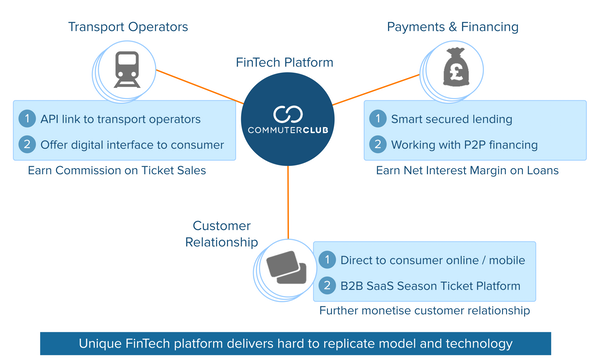 Transport Operators
Payments & Financing
FinTech Platform
COMMUTERCLUB
1 API link to transport operators
2 Offer digital interface to consumer
Earn Commission on Ticket Sales
£
1 Smart secured lending
2 Working with P2P financing
Earn Net Interest Margin on Loans
Customer
Relationship
1 Direct to consumer online / mobile
2 B2B SaaS Season Ticket Platform
Further monetise customer relationship
Unique FinTech platform delivers hard to replicate model and technology